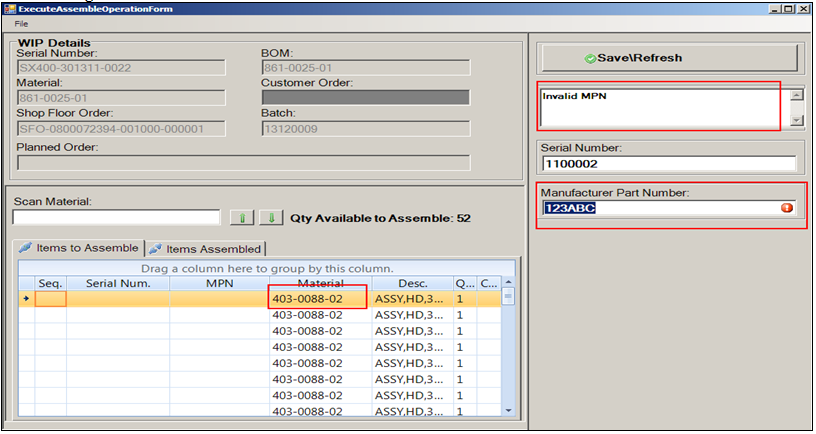 ExecuteAssembleOperationForm
File
WIP Details
Serial Number:
BOM:
SX400-301311-0022
861-0025-01
Material:
Customer Order:
861-0025-01
Shop Floor Order:
Batch:
SFO-0800072394-001000-000001
13120009
Planned Order:
Scan Material:
Qty Available to Assemble: 52
Items to Assemble
Items Assembled
Drag a column here to group by this column.
Seq. Serial Num. MPN Material Desc. Q... C...
403-0088-02 ASSY,HD,3... 1
403-0088-02 ASSY,HD,3... 1
403-0088-02 ASSY,HD,3... 1
403-0088-02 ASSY,HD,3... 1
403-0088-02 ASSY,HD,3... 1
403-0088-02 ASSY,HD,3... 1
403-0088-02 ASSY,HD,3... 1
403-0088-02 ASSY,HD,3... 1
Save\Refresh
Invalid MPN
Serial Number:
1100002
Manufacturer Part Number:
123ABC